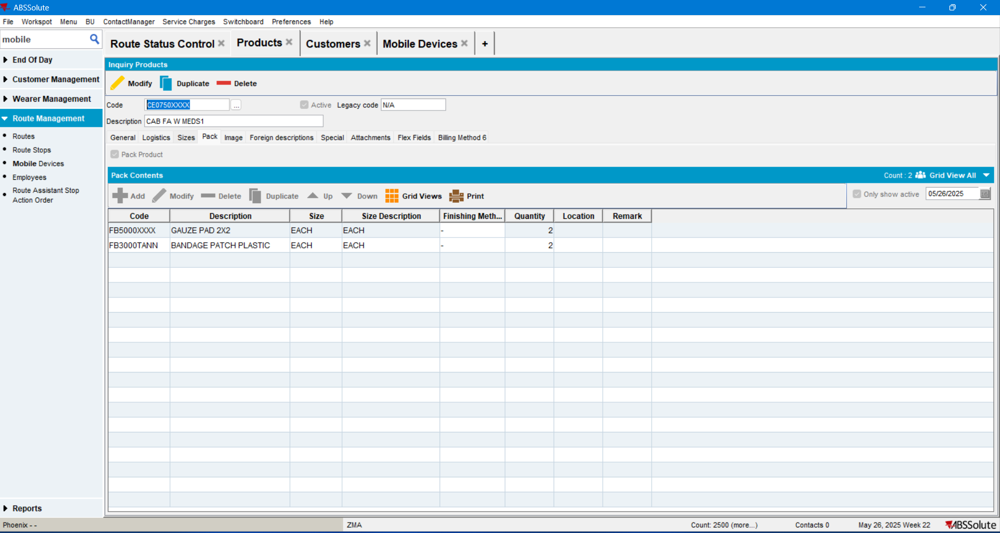 ABSSolute
File Workspot Menu BU ContactManager Service Charges Switchboard Preferences Help
mobile
Route Status Control Products Customers Mobile Devices +
End Of Day
Customer Management
Wearer Management
Route Management
Routes
Route Stops
Mobile Devices
Employees
Route Assistant Stop
Action Order
Reports
Inquiry Products
Modify Duplicate Delete
Code CE0750XXXX ... Active Legacy code N/A
Description CAB FA W MEDS1
General Logistics Sizes Pack Image Foreign descriptions Special Attachments Flex Fields Billing Method 6
Pack Product
Pack Contents Count : 2 Grid View All
Add Modify Delete Duplicate Up Down Grid Views Print Only show active 05/26/2025 16
Code Description Size Size Description Finishing Meth... Quantity Location Remark
FB5000XXXX GAUZE PAD 2X2 EACH EACH - 2
FB3000TANN BANDAGE PATCH PLASTIC EACH EACH - 2
Phoenix - - ZMA Count: 2500 (more...) Contacts 0 May 26, 2025 Week 22 ABSSolute